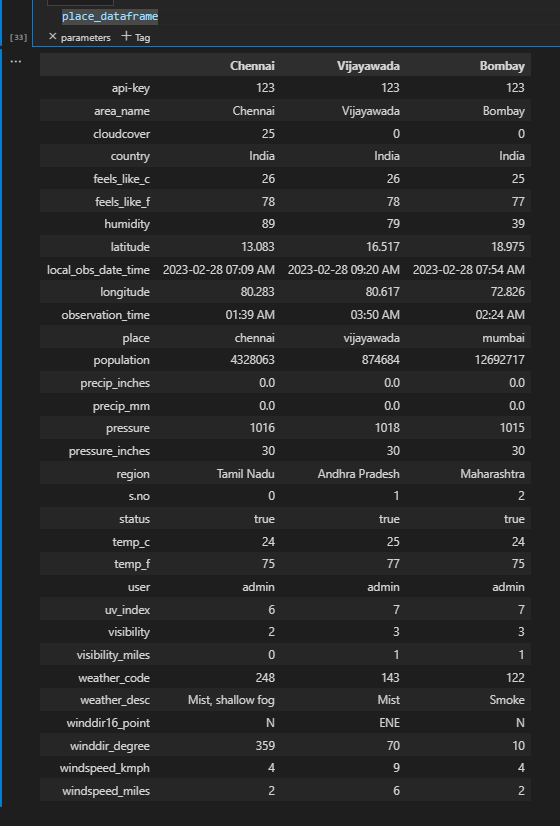 place_dataframe
[33]
× parameters + Tag
...
Chennai Vijayawada Bombay
api-key 123 123 123
area_name Chennai Vijayawada Bombay
cloudcover 25 0 0
country India India India
feels_like_c 26 26 25
feels_like_f 78 78 77
humidity 89 79 39
latitude 13.083 16.517 18.975
local_obs_date_time 2023-02-28 07:09 AM 2023-02-28 09:20 AM 2023-02-28 07:54 AM
longitude 80.283 80.617 72.826
observation_time 01:39 AM 03:50 AM 02:24 AM
place chennai vijayawada mumbai
population 4328063 874684 12692717
precip_inches 0.0 0.0 0.0
precip_mm 0.0 0.0 0.0
pressure 1016 1018 1015
pressure_inches 30 30 30
region Tamil Nadu Andhra Pradesh Maharashtra
s.no 0 1 2
status true true true
temp_c 24 25 24
temp_f 75 77 75
user admin admin admin
uv_index 6 7 7
visibility 2 3 3
visibility_miles 0 1 1
weather_code 248 143 122
weather_desc Mist, shallow fog Mist Smoke
winddir16_point N ENE N
winddir_degree 359 70 10
windspeed_kmph 4 9 4
windspeed_miles 2 6 2